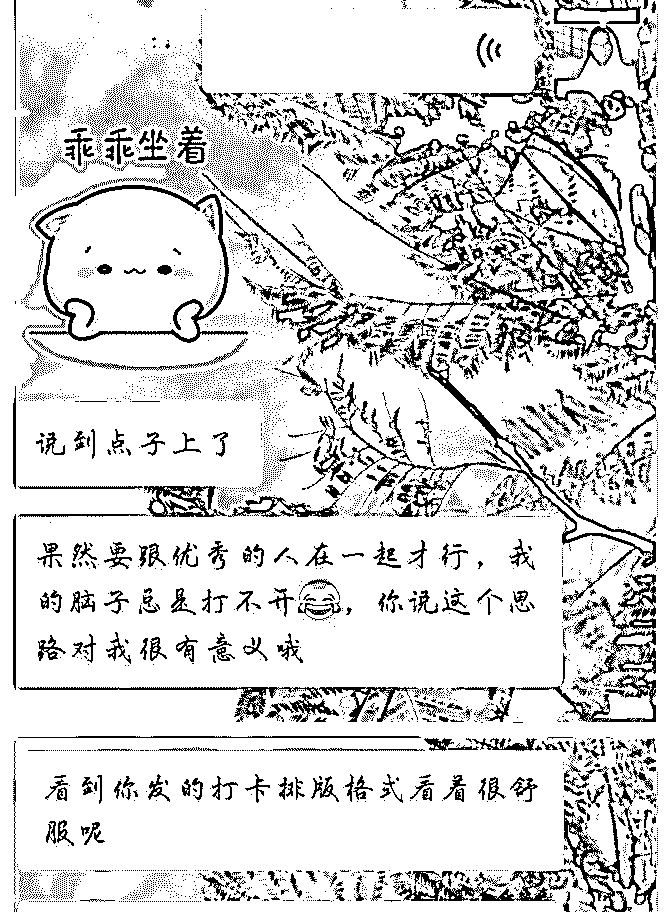 乖乖坐着
说到点子上了
果然要跟优秀的人在一起才行，我
的脑子总是打不开😂，你说这个思
路对我很有意义哦
看到你发的打卡排版格式看着很舒
服呢